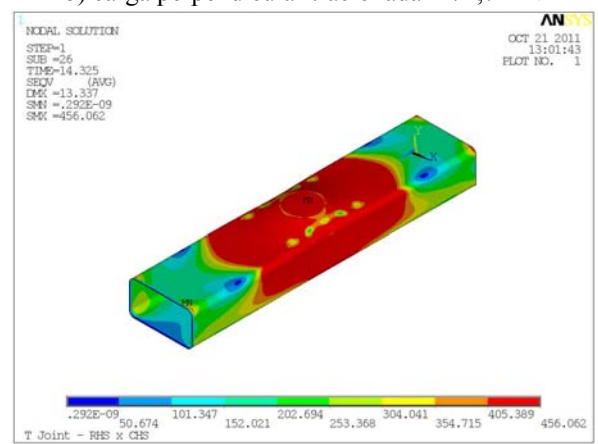 1
NODAL SOLUTION
STEP=1
SUB =26
TIME=14.325
SEQV (AVG)
DMX =13.337
SMN =.292E-09
SMX =456.062
ANSYS
OCT 21 2011
13:01:43
PLOT NO. 1
Y
X
MX
MN
.292E-09 101.347 202.694 304.041 405.389
50.674 152.021 253.368 354.715 456.062
T Joint - RHS x CHS